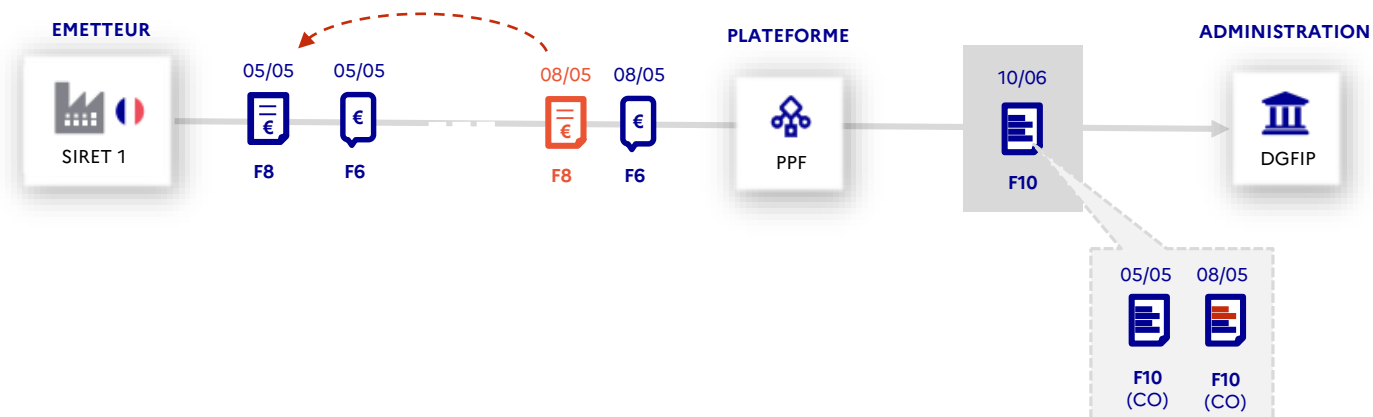 EMETTEUR
SIRET 1
05/05
€
F8
05/05
€
F6
08/05
€
F8
08/05
€
F6
PLATEFORME
PPF
10/06
F10
ADMINISTRATION
DGFIP
05/05 08/05
F10 F10
(CO) (CO)